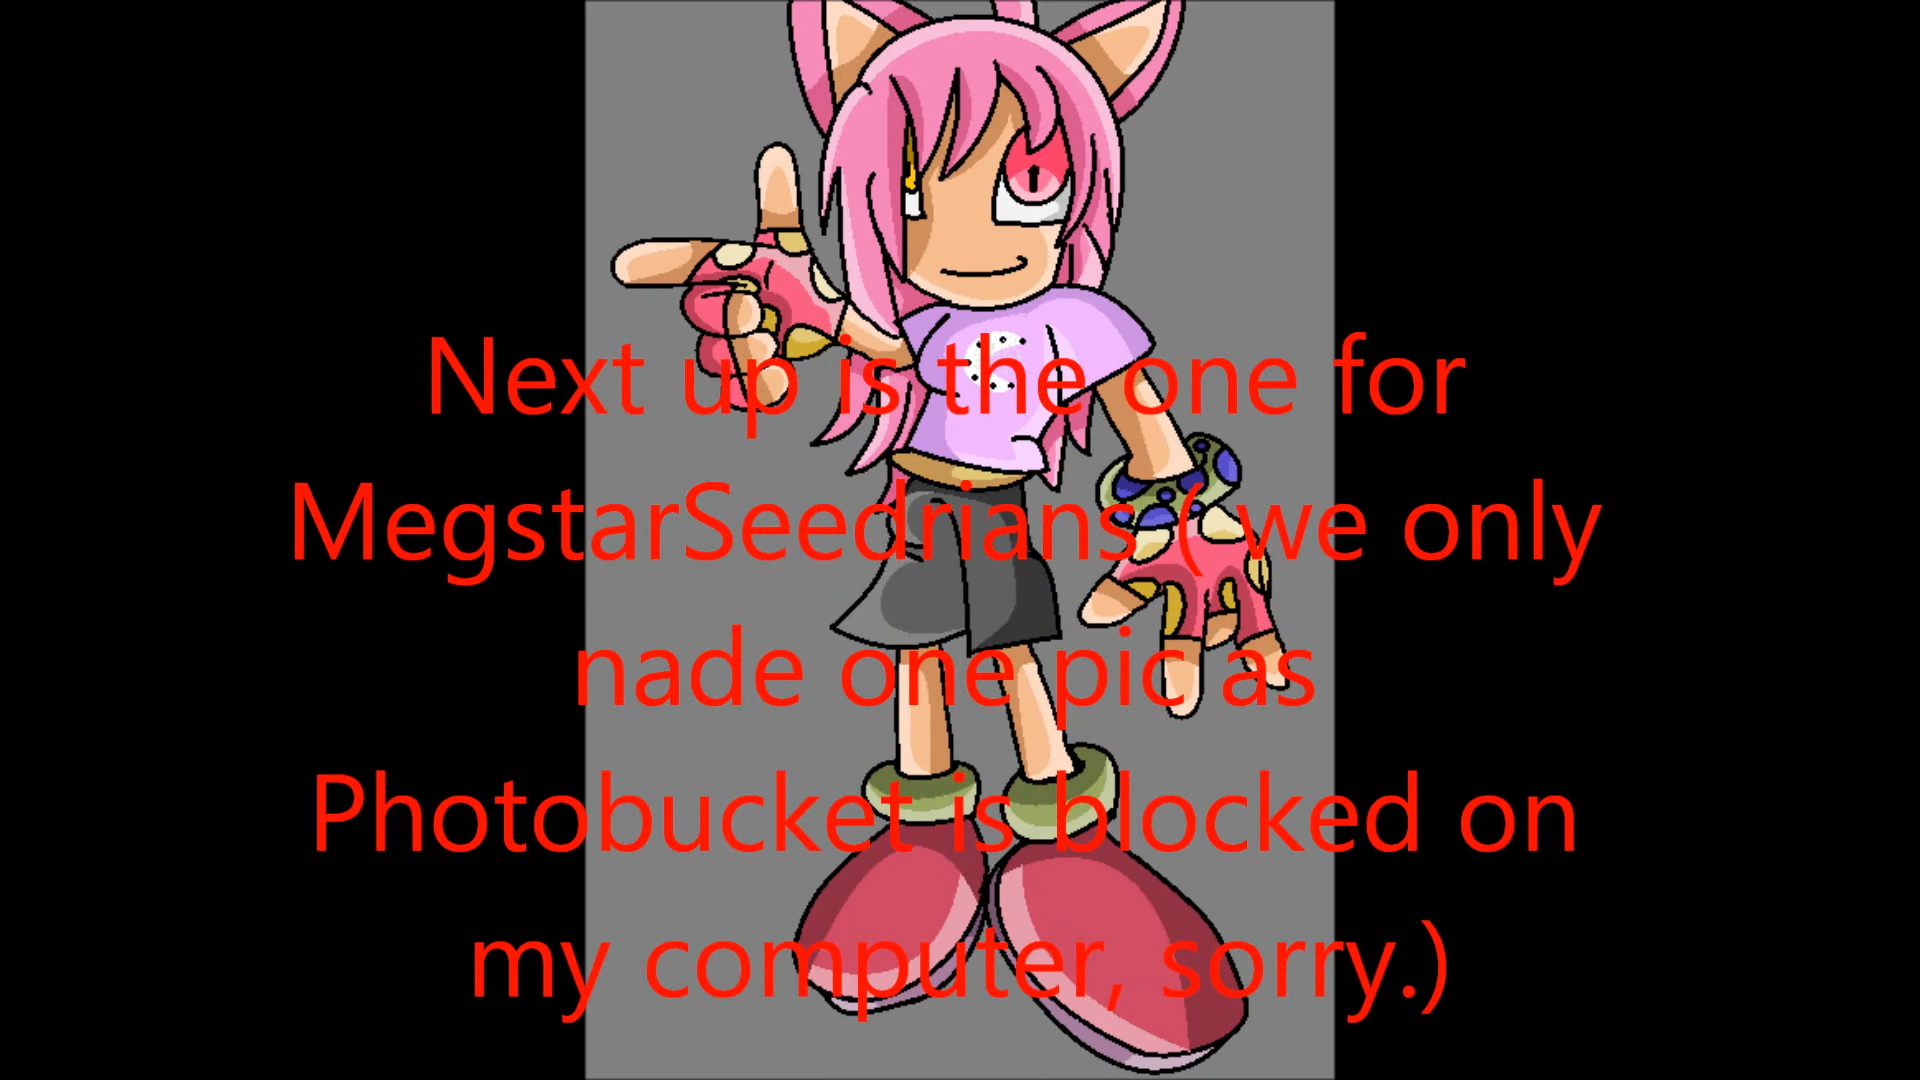 Next up is the one for
MegstarSeedrians ( we only
nade one pic as
Photobucket is blocked on
my computer, sorry.)